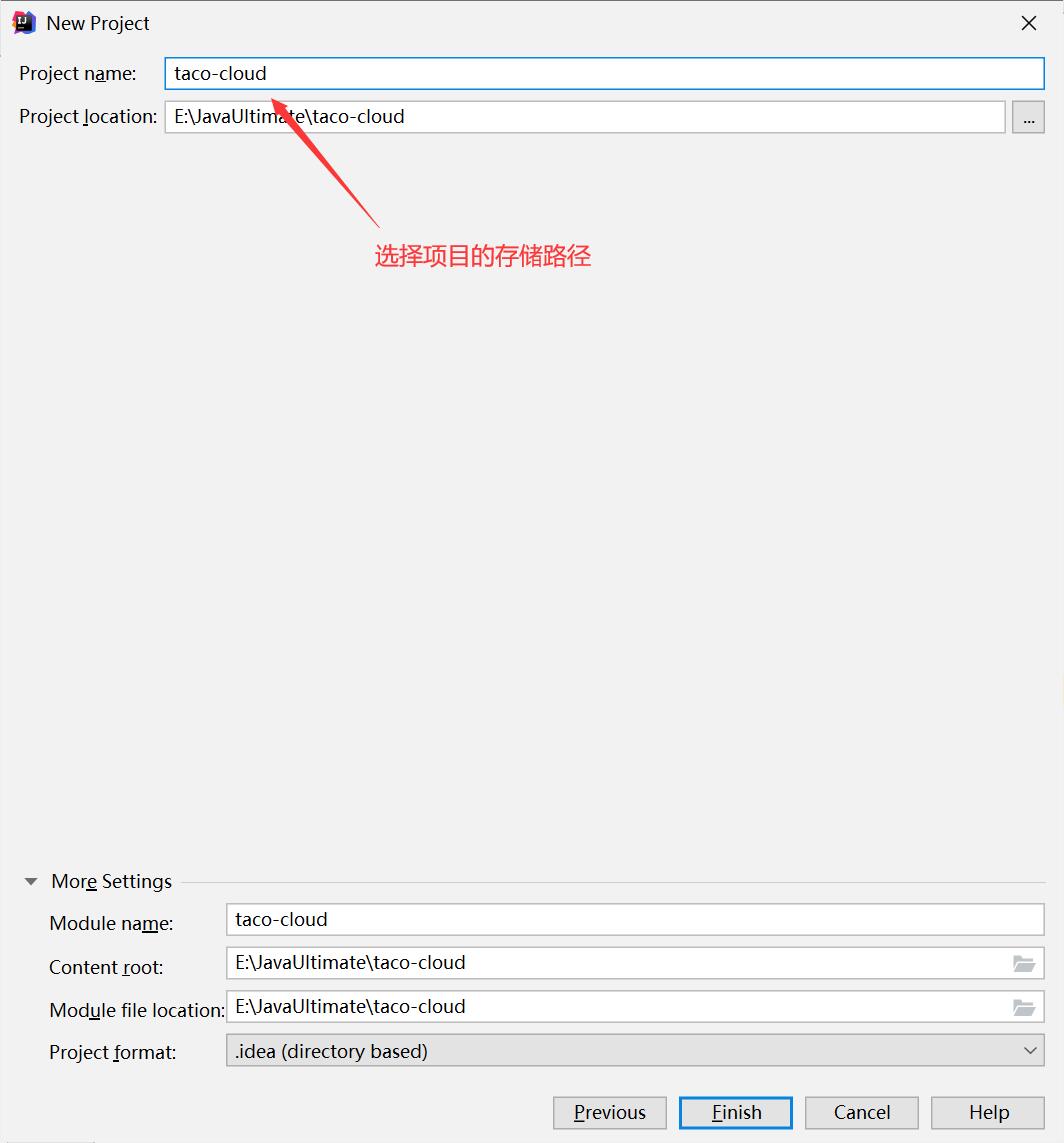 New Project
Project name: taco-cloud
Project location: E:\JavaUltimate\taco-cloud ...
选择项目的存储路径
More Settings
Module name: taco-cloud
Content root: E:\JavaUltimate\taco-cloud
Module file location: E:\JavaUltimate\taco-cloud
Project format: .idea (directory based)
Previous Finish Cancel Help